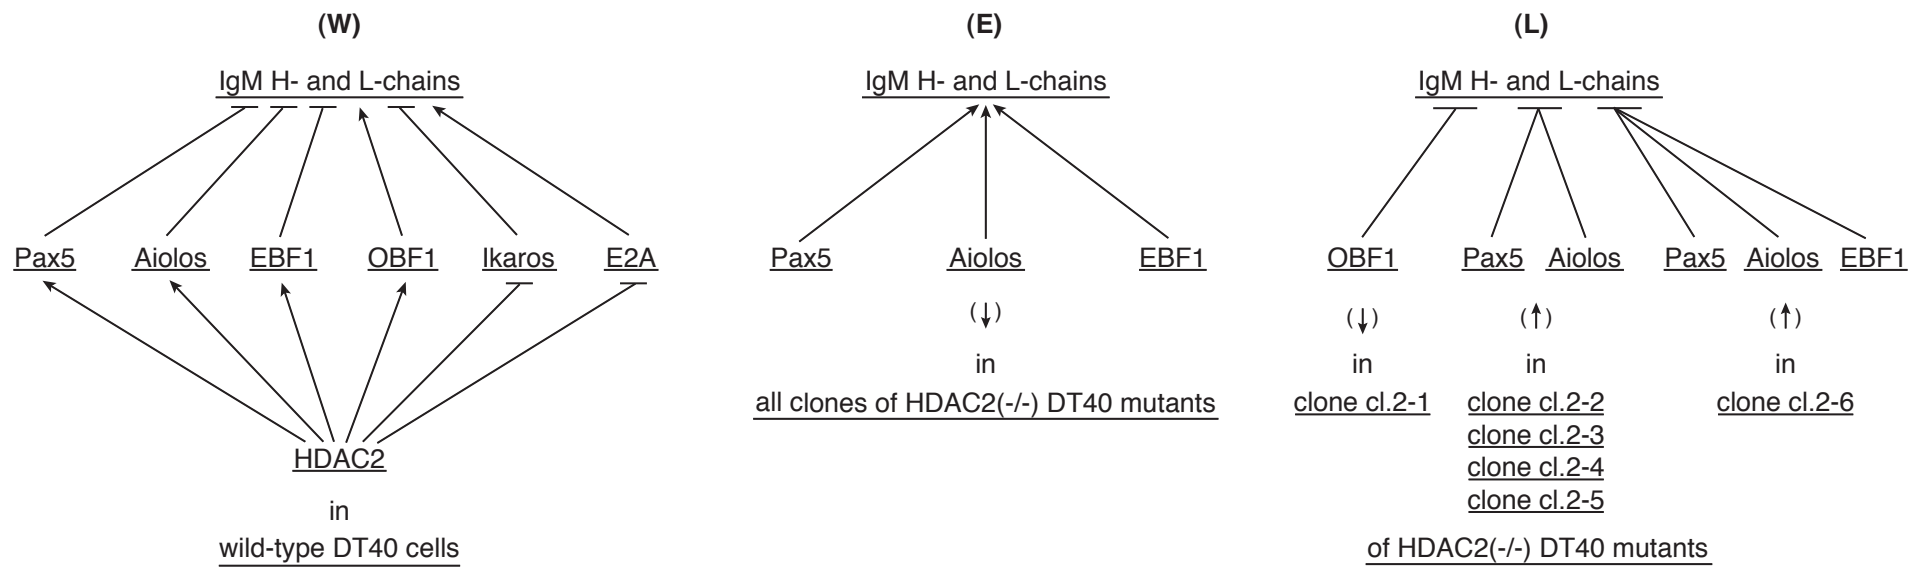 (W)
IgM H- and L-chains
Pax5 Aiolos EBF1 OBF1 Ikaros E2A
HDAC2
in
wild-type DT40 cells
(E)
IgM H- and L-chains
Pax5 Aiolos EBF1
(↓)
in
all clones of HDAC2(-/-) DT40 mutants
(L)
IgM H- and L-chains
OBF1 Pax5 Aiolos Pax5 Aiolos EBF1
(↓) (↑) (↑)
in in in
clone cl.2-1 clone cl.2-2 clone cl.2-6
clone cl.2-3
clone cl.2-4
clone cl.2-5
of HDAC2(-/-) DT40 mutants